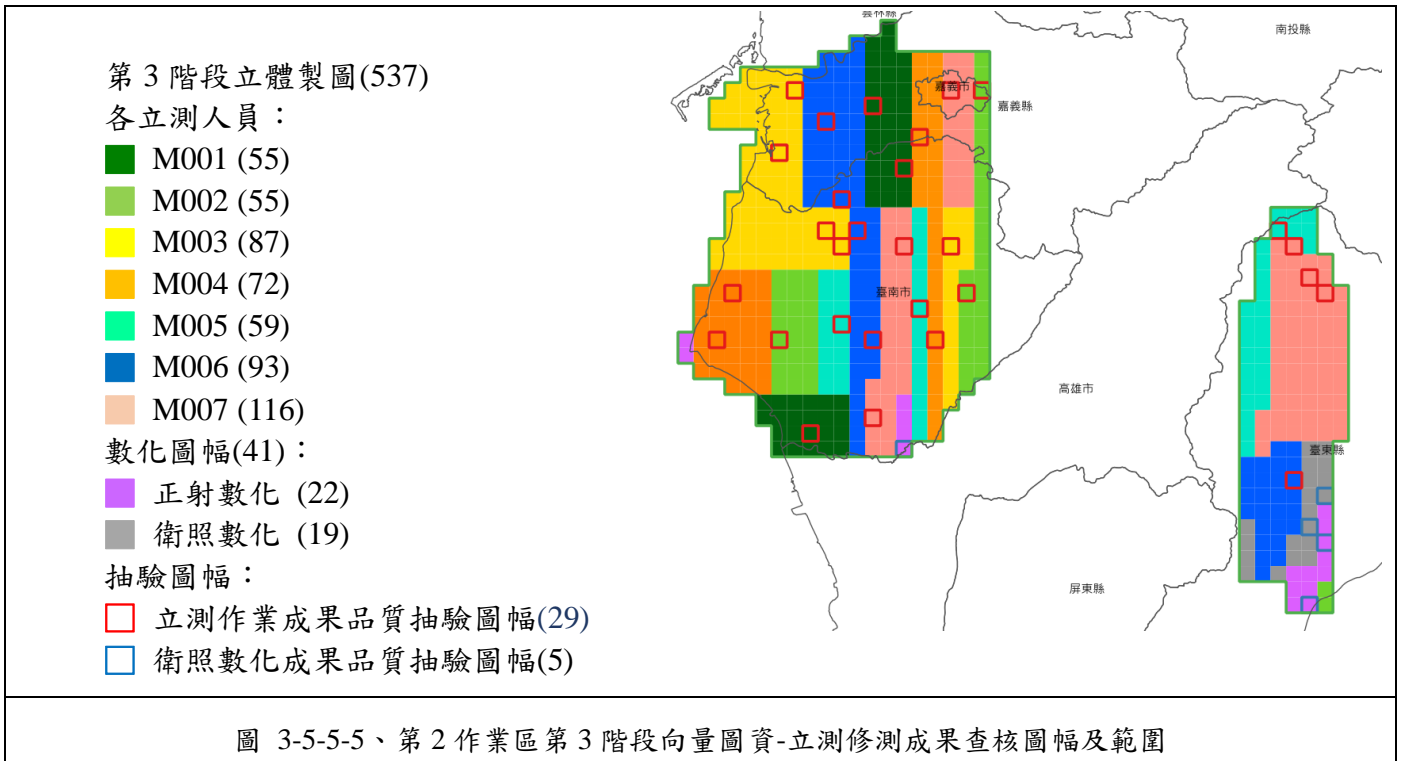 第 3 階段立體製圖(537)
各立測人員：
M001 (55)
M002 (55)
M003 (87)
M004 (72)
M005 (59)
M006 (93)
M007 (116)
數化圖幅(41)：
正射數化 (22)
衛照數化 (19)
抽驗圖幅：
立測作業成果品質抽驗圖幅(29)
衛照數化成果品質抽驗圖幅(5)
雲林縣
南投縣
嘉義市
嘉義縣
臺南市
高雄市
臺東縣
屏東縣
圖 3-5-5-5、第 2 作業區第 3 階段向量圖資-立測修測成果查核圖幅及範圍